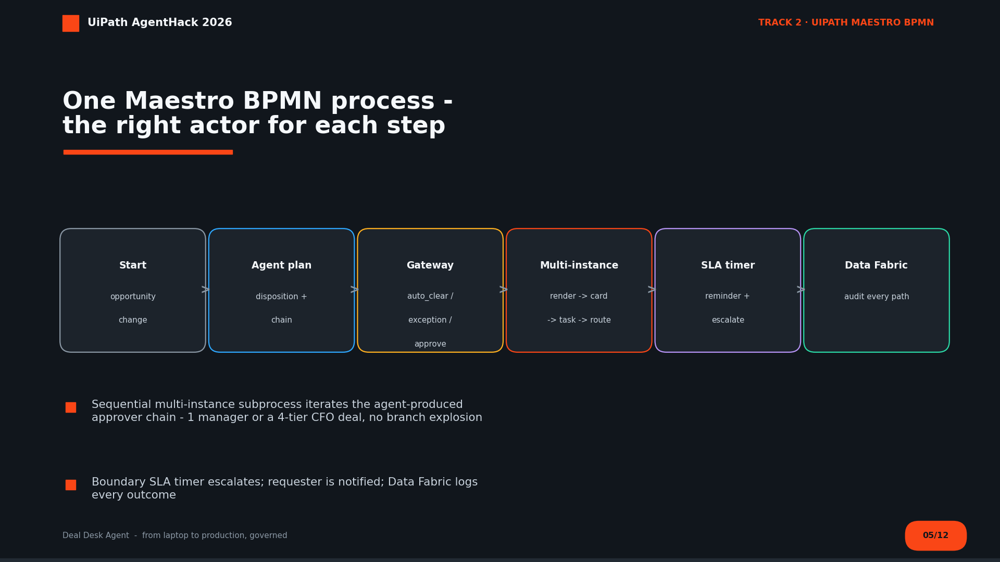 UiPath AgentHack 2026
TRACK 2 · UIPATH MAESTRO BPMN
One Maestro BPMN process -
the right actor for each step
Start
opportunity
change
>
Agent plan
disposition +
chain
>
Gateway
auto_clear /
exception /
approve
>
Multi-instance
render -> card
-> task -> route
>
SLA timer
reminder +
escalate
>
Data Fabric
audit every path
Sequential multi-instance subprocess iterates the agent-produced
approver chain - 1 manager or a 4-tier CFO deal, no branch explosion
Boundary SLA timer escalates; requester is notified; Data Fabric logs
every outcome
Deal Desk Agent - from laptop to production, governed
05/12